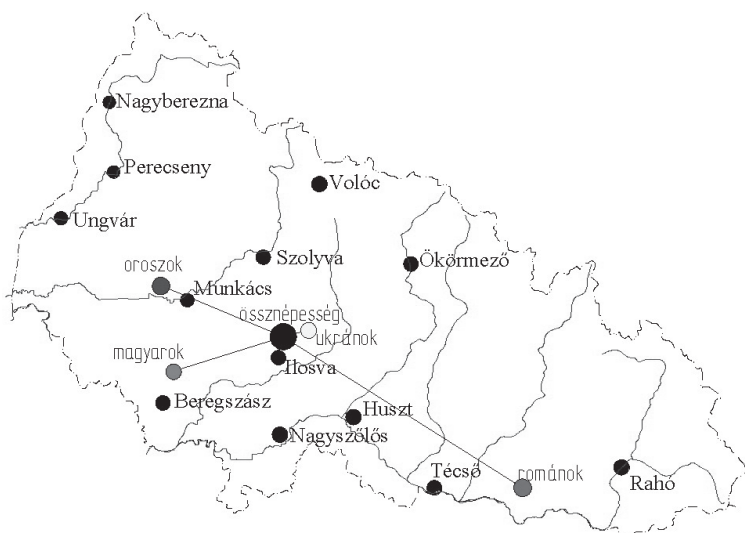 Nagyberezna
Perecseny
Volóc
Ungvár
Szolyva
Ökörmező
oroszok
Munkács
össznépesség
ukránok
magyarok
Ilosva
Beregszász
Huszt
Nagyszőlős
Técső
románok
Rahó